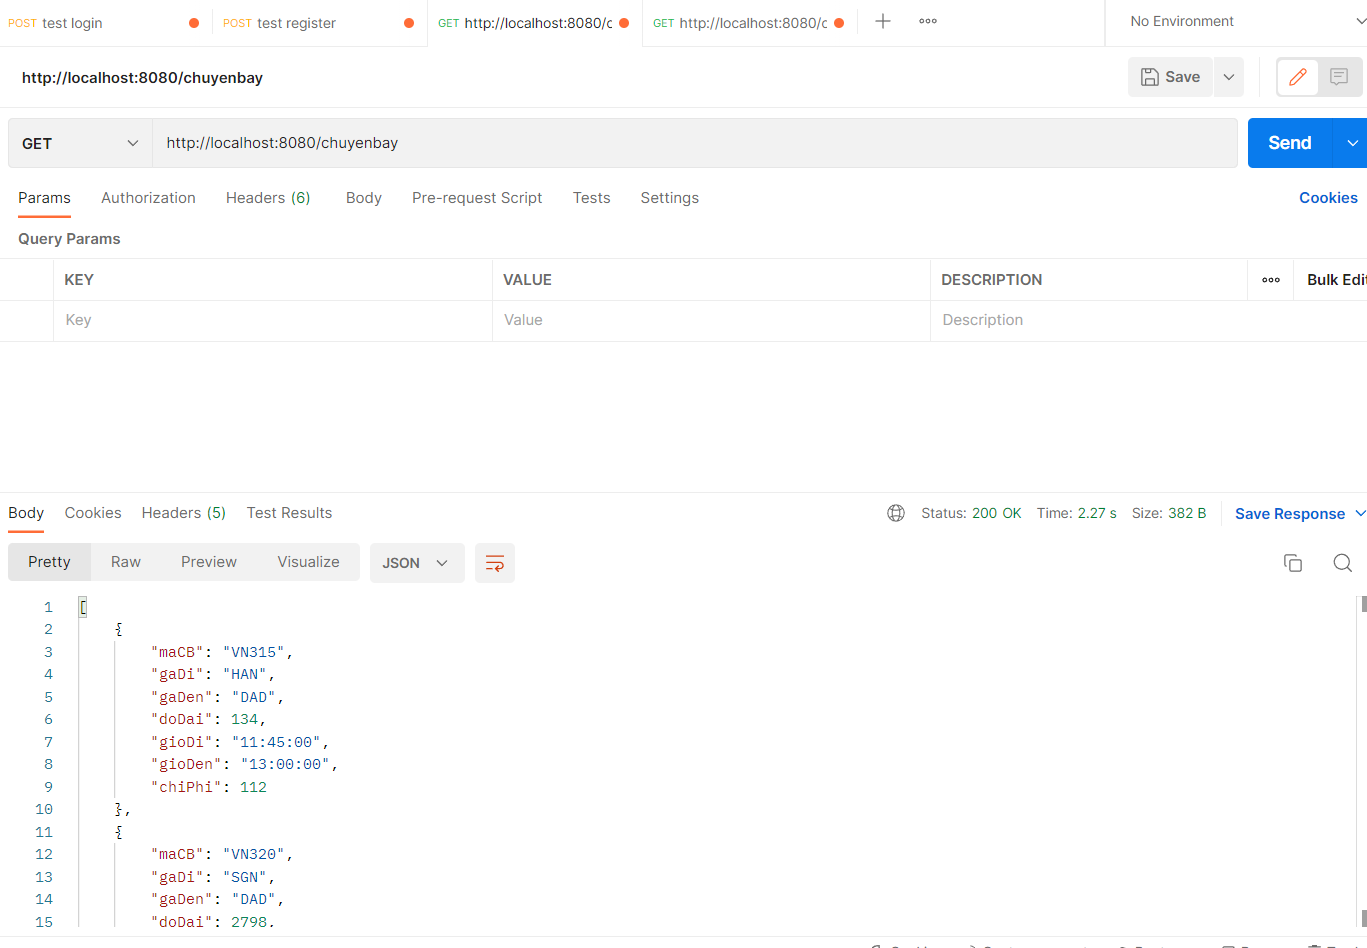 POST test login POST test register GET http://localhost:8080/c GET http://localhost:8080/c No Environment
http://localhost:8080/chuyenbay Save
GET http://localhost:8080/chuyenbay Send
Params Authorization Headers (6) Body Pre-request Script Tests Settings Cookies
Query Params
KEY VALUE DESCRIPTION Bulk Edit
Key Value Description
Body Cookies Headers (5) Test Results Status: 200 OK Time: 2.27 s Size: 382 B Save Response
Pretty Raw Preview Visualize JSON
1 [
2 {
3 "maCB": "VN315",
4 "gaDi": "HAN",
5 "gaDen": "DAD",
6 "doDai": 134,
7 "gioDi": "11:45:00",
8 "gioDen": "13:00:00",
9 "chiPhi": 112
10 },
11 {
12 "maCB": "VN320",
13 "gaDi": "SGN",
14 "gaDen": "DAD",
15 "doDai": 2798,